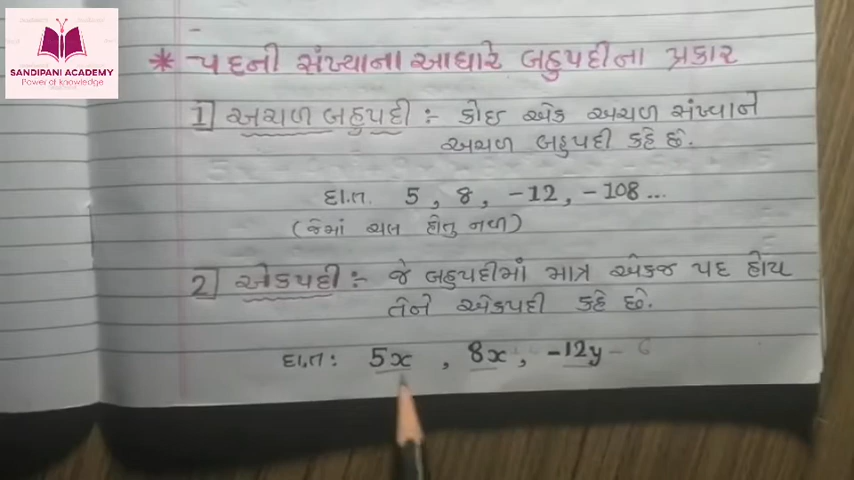 SANDIPANI ACADEMY
Power of knowledge
* પદની સંખ્યાના આધારે બહુપદીના પ્રકાર
1] અચળ બહુપદી :- કોઇ એક અચળ સંખ્યાને
અચળ બહુપદી કહે છે.
દા.ત. 5 , 8 , -12 , -108 ...
(જેમાં ચલ હોતુ નથી)
2] એકપદી :- જે બહુપદીમાં માત્ર એકજ પદ હોય
તેને એકપદી કહે છે.
દા.ત: 5x , 8x , -12y